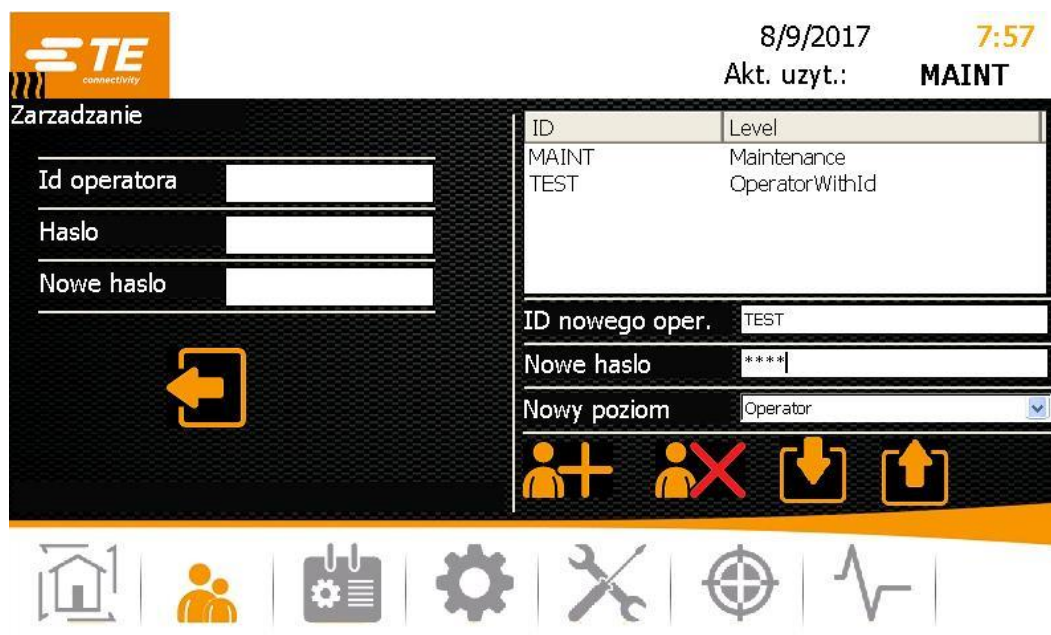 TE
connectivity
8/9/2017 7:57
Akt. uzyt.: MAINT
Zarzadzanie
Id operatora
Haslo
Nowe haslo
ID Level
MAINT Maintenance
TEST OperatorWithId
ID nowego oper. TEST
Nowe haslo ****
Nowy poziom Operator